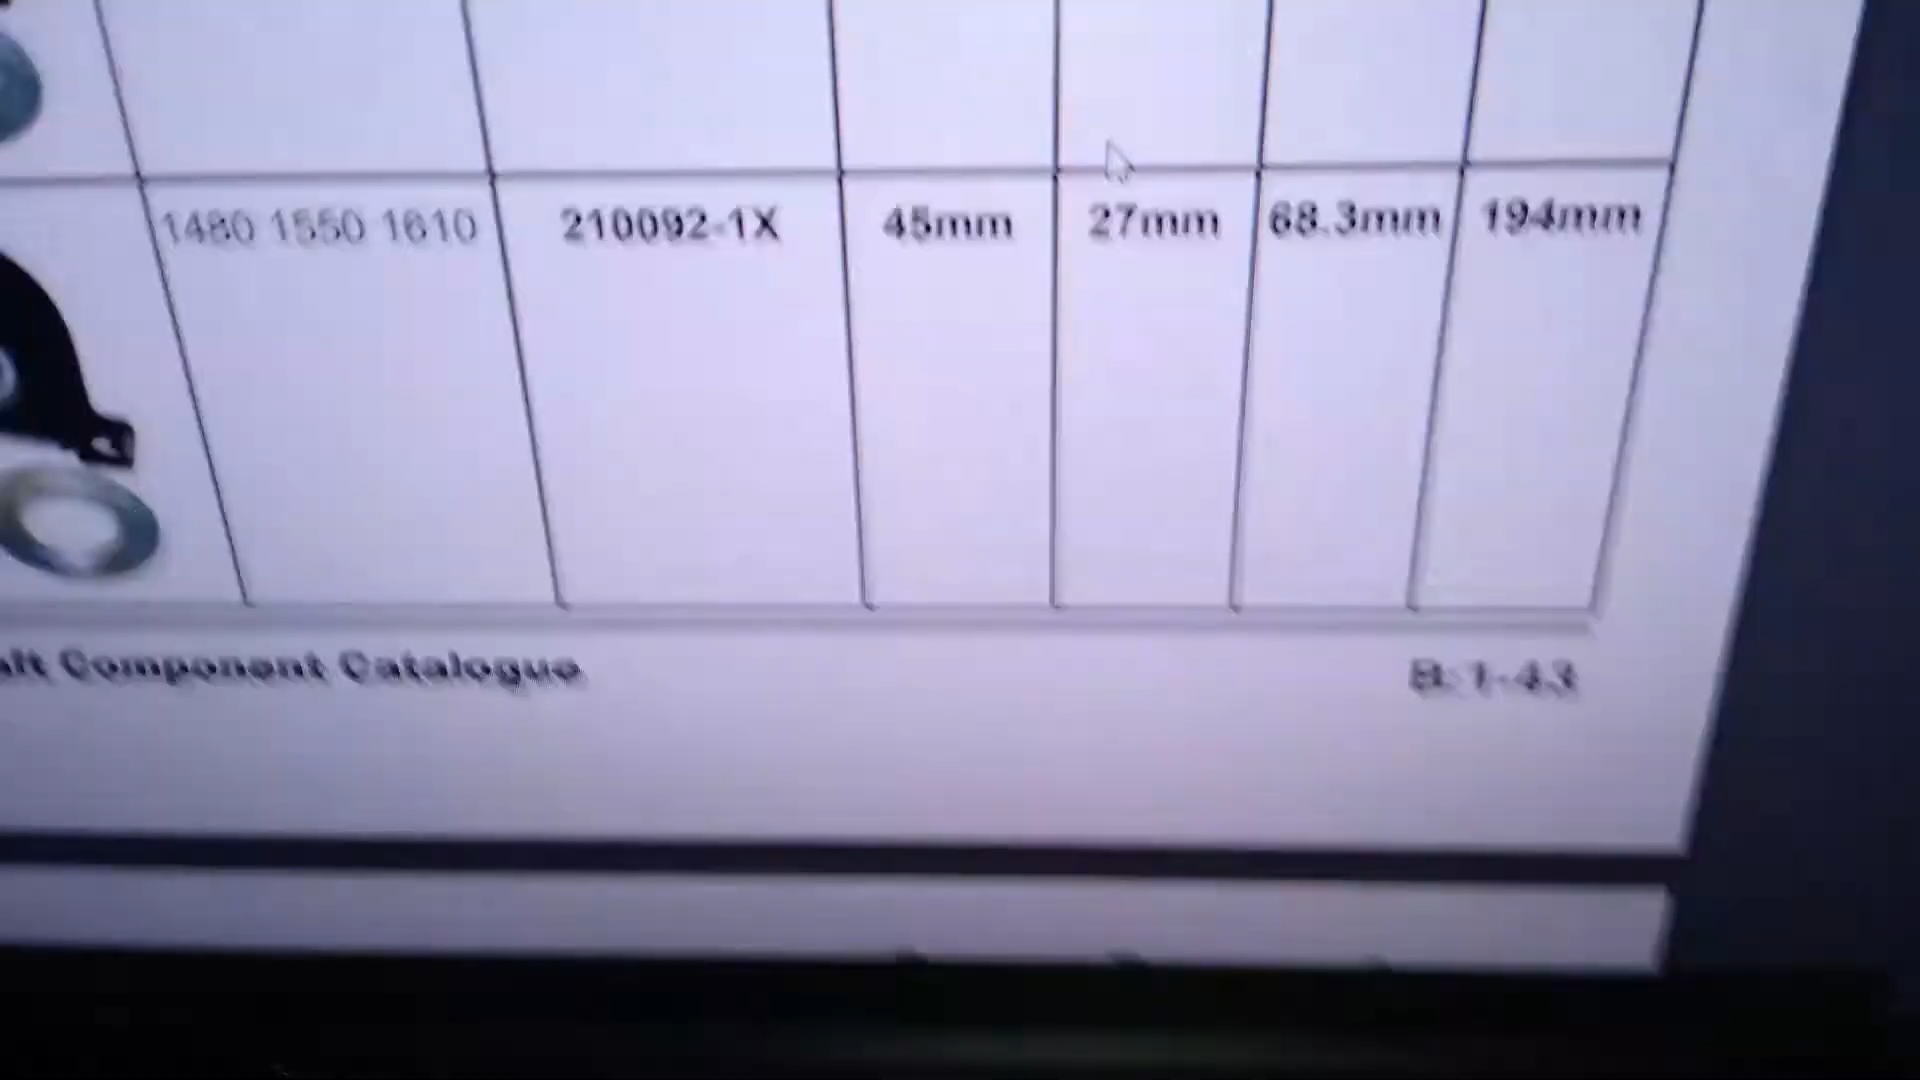 1480 1550 1610 210092-1X 45mm 27mm 68.3mm 194mm
Component Catalogue B:1-43